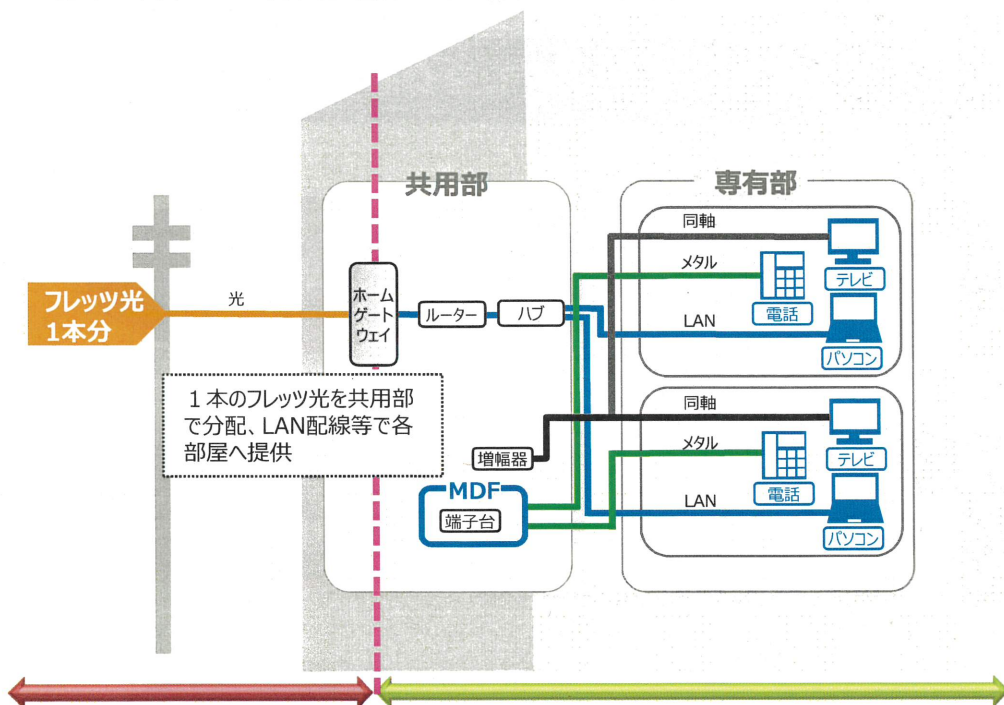 共用部
専有部
同軸
メタル
テレビ
電話
LAN
パソコン
フレッツ光
1本分
光
ホーム
ゲート
ウェイ
ルーター
ハブ
1本のフレッツ光を共用部
で分配、LAN配線等で各
部屋へ提供
増幅器
MDF
端子台
同軸
メタル
テレビ
電話
LAN
パソコン